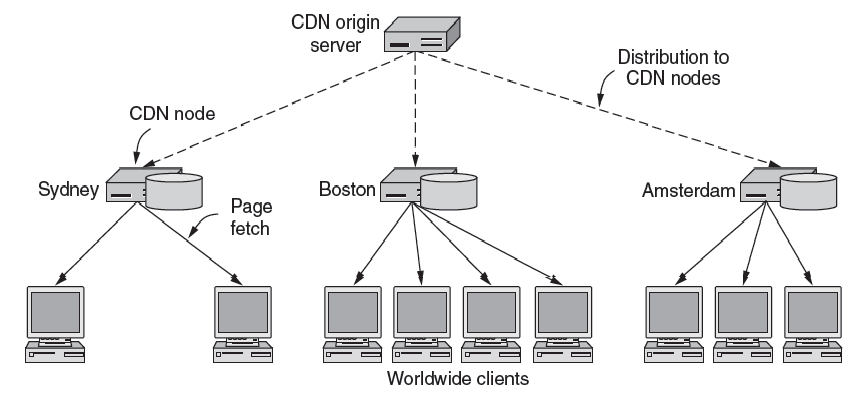 CDN origin
server
Distribution to
CDN nodes
CDN node
Sydney
Page
fetch
Boston
Amsterdam
Worldwide clients